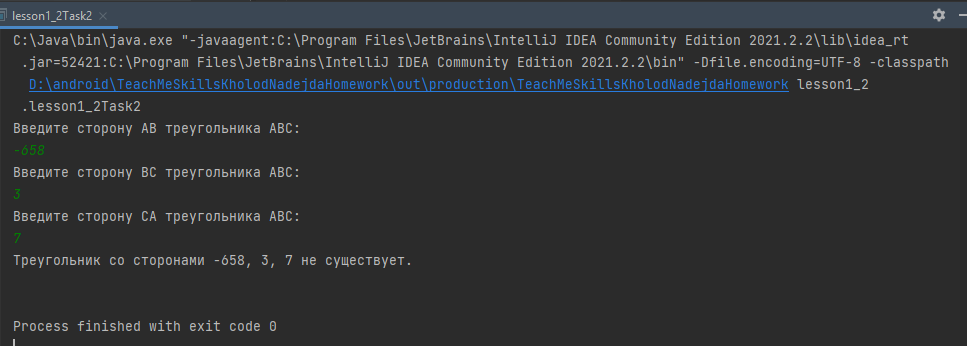 lesson1_2Task2
C:\Java\bin\java.exe "-javaagent:C:\Program Files\JetBrains\IntelliJ IDEA Community Edition 2021.2.2\lib\idea_rt
.jar=52421:C:\Program Files\JetBrains\IntelliJ IDEA Community Edition 2021.2.2\bin" -Dfile.encoding=UTF-8 -classpath
D:\android\TeachMeSkillsKholodNadejdaHomework\out\production\TeachMeSkillsKholodNadejdaHomework lesson1_2
.lesson1_2Task2
Введите сторону AB треугольника ABC:
-658
Введите сторону BC треугольника ABC:
3
Введите сторону CA треугольника ABC:
7
Треугольник со сторонами -658, 3, 7 не существует.
Process finished with exit code 0